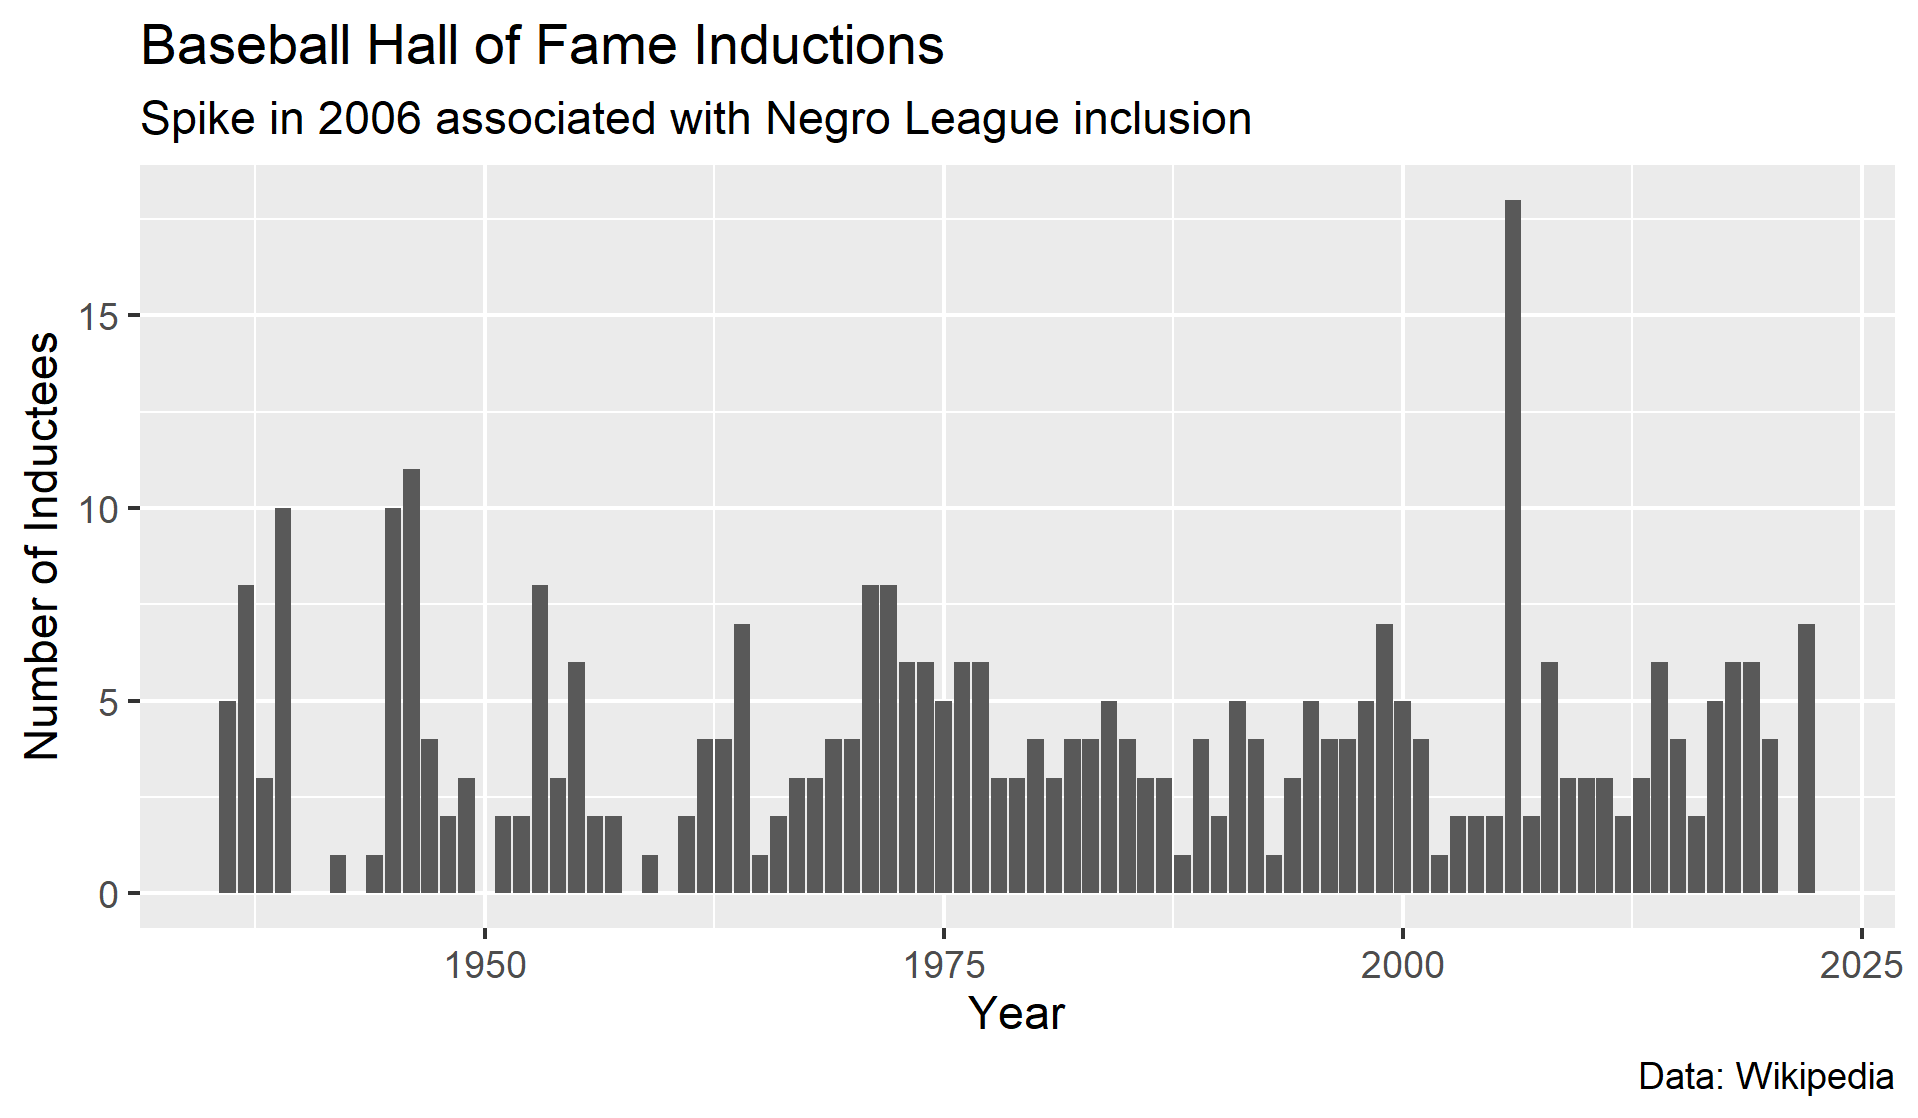 Baseball Hall of Fame Inductions
Spike in 2006 associated with Negro League inclusion
Number of Inductees
15
10
5
0
1950 1975 2000 2025
Year
Data: Wikipedia